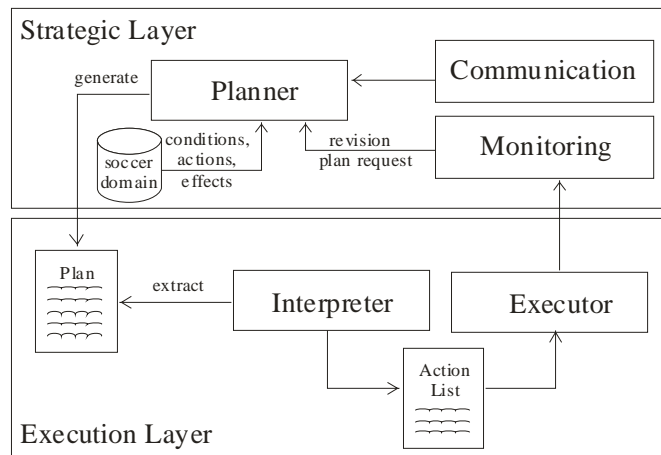 Strategic Layer
generate
Planner
Communication
soccer
domain
conditions,
actions,
effects
revision
plan request
Monitoring
Plan
extract
Interpreter
Executor
Action
List
Execution Layer